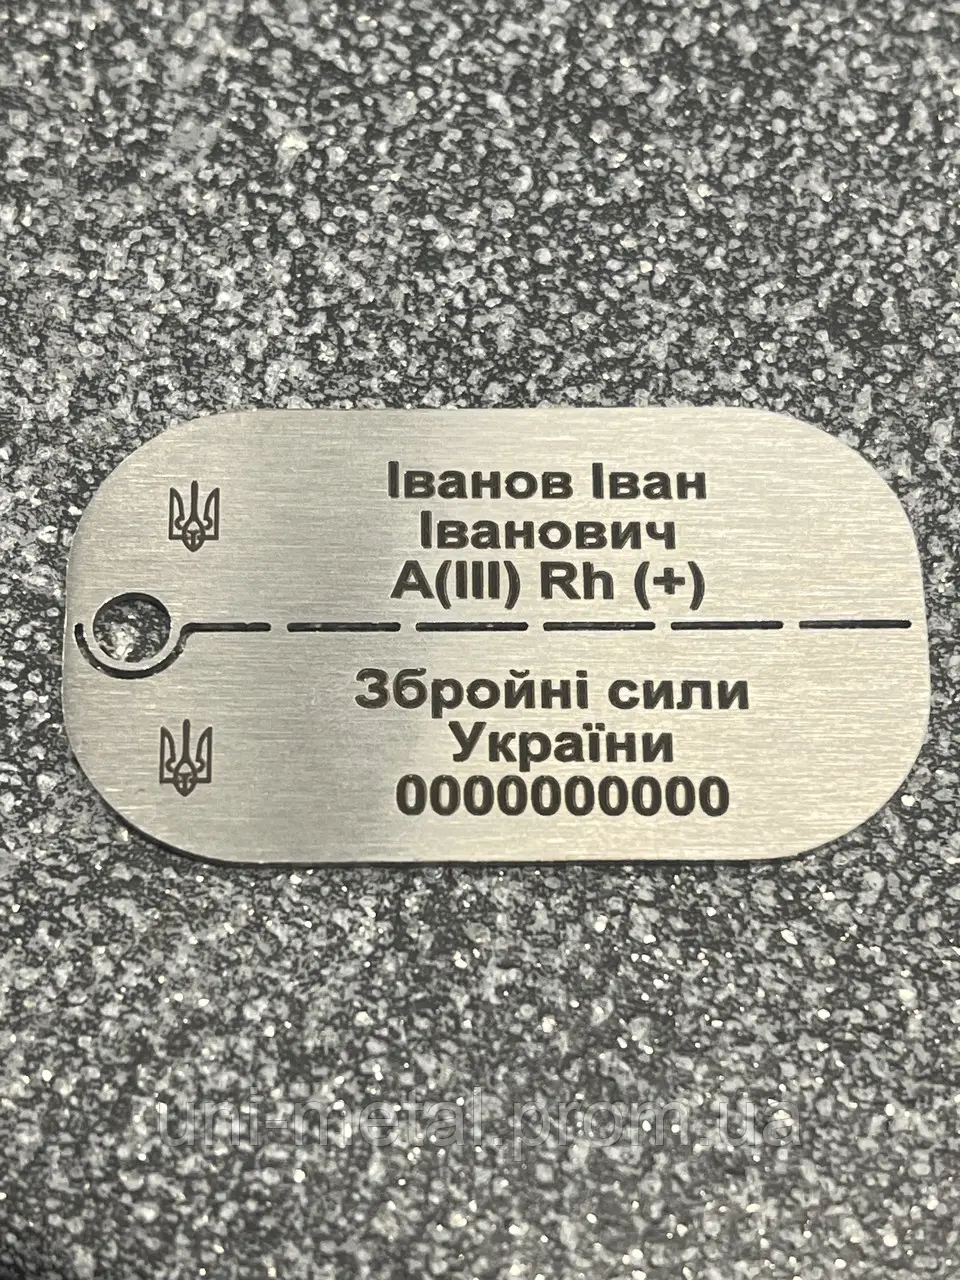 Іванов Іван
Іванович
А(III) Rh (+)
Збройні сили
України
0000000000
uni-metal.prom.ua